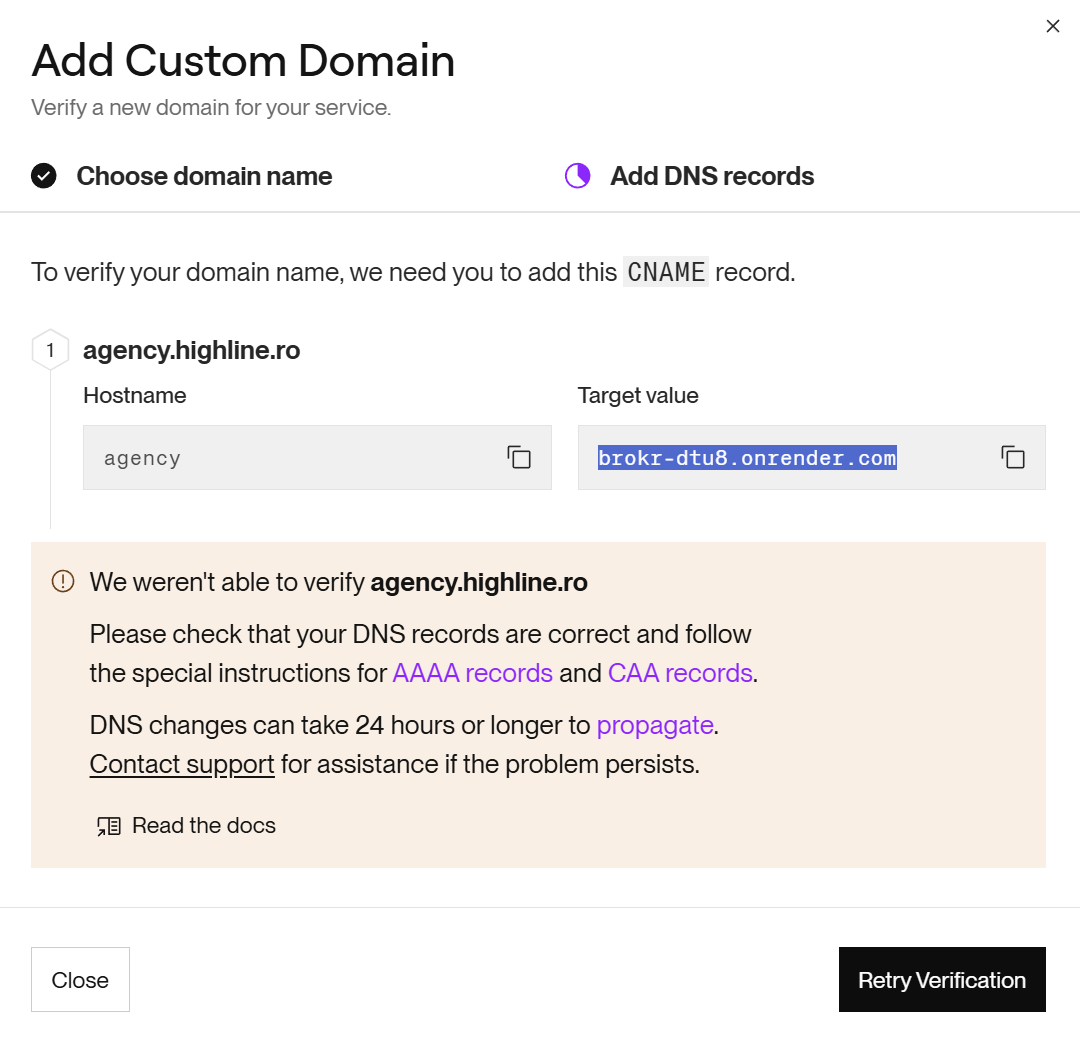 Add Custom Domain
Verify a new domain for your service.
Choose domain name
Add DNS records
To verify your domain name, we need you to add this CNAME record.
1
agency.highline.ro
Hostname
Target value
agency
brokr-dtu8.onrender.com
We weren't able to verify agency.highline.ro
Please check that your DNS records are correct and follow
the special instructions for AAAA records and CAA records.
DNS changes can take 24 hours or longer to propagate.
Contact support for assistance if the problem persists.
Read the docs
Close
Retry Verification